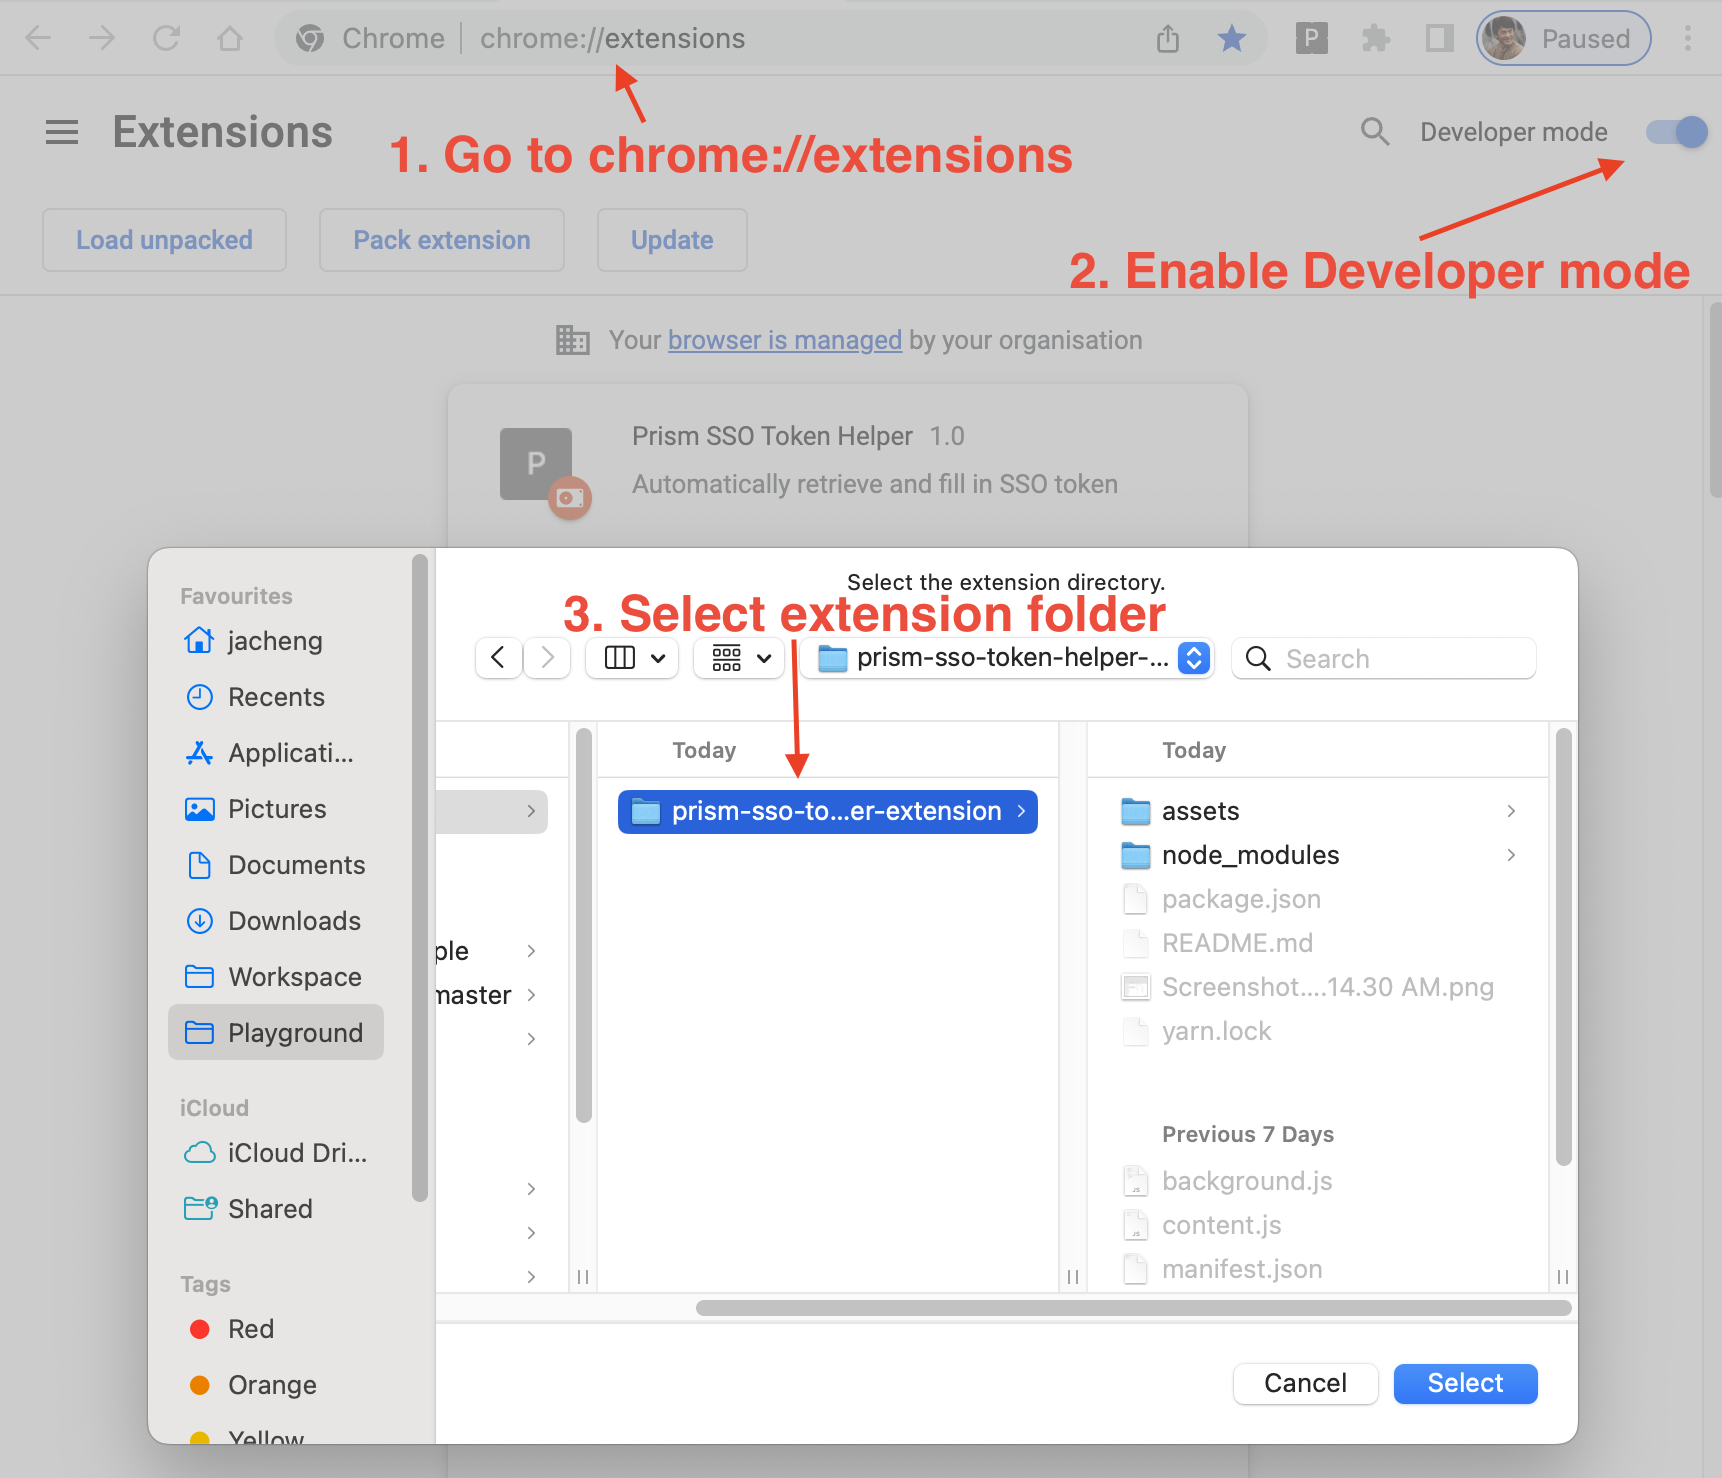 Chrome | chrome://extensions
P
Paused
Extensions
1. Go to chrome://extensions
Developer mode
Load unpacked
Pack extension
Update
2. Enable Developer mode
Your browser is managed by your organisation
P
Prism SSO Token Helper 1.0
Automatically retrieve and fill in SSO token
Select the extension directory.
3. Select extension folder
prism-sso-token-helper-...
Search
Favourites
jacheng
Recents
Applicati...
Pictures
Documents
Downloads
Workspace
Playground
iCloud
iCloud Dri...
Shared
Tags
Red
Orange
Yellow
ple
master
Today
prism-sso-to...er-extension
Today
assets
node_modules
package.json
README.md
Screenshot....14.30 AM.png
yarn.lock
Previous 7 Days
JS
background.js
JS
content.js
manifest.json
Cancel
Select